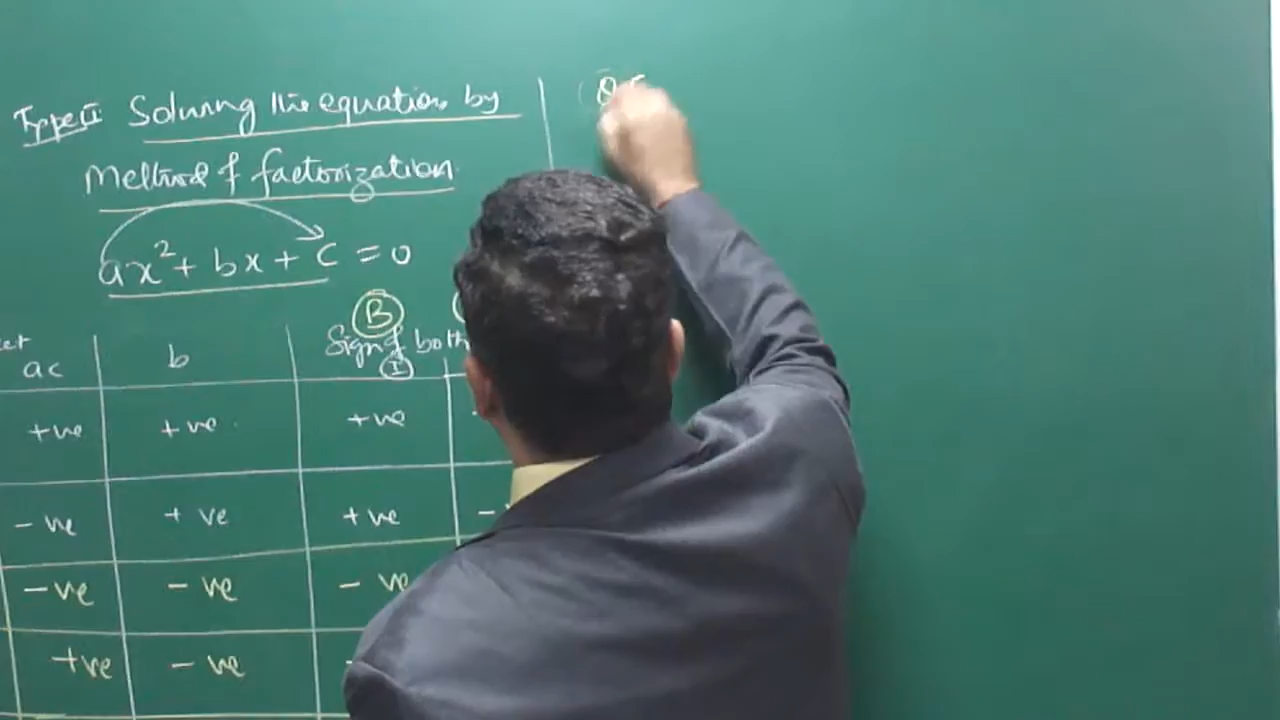 Type II Solving the equation by
Method of factorization
ax² + bx + c = 0
B
ac b Sign of both
I
+ve +ve +ve
-ve + ve +ve -
-ve - ve - ve
+ve - ve